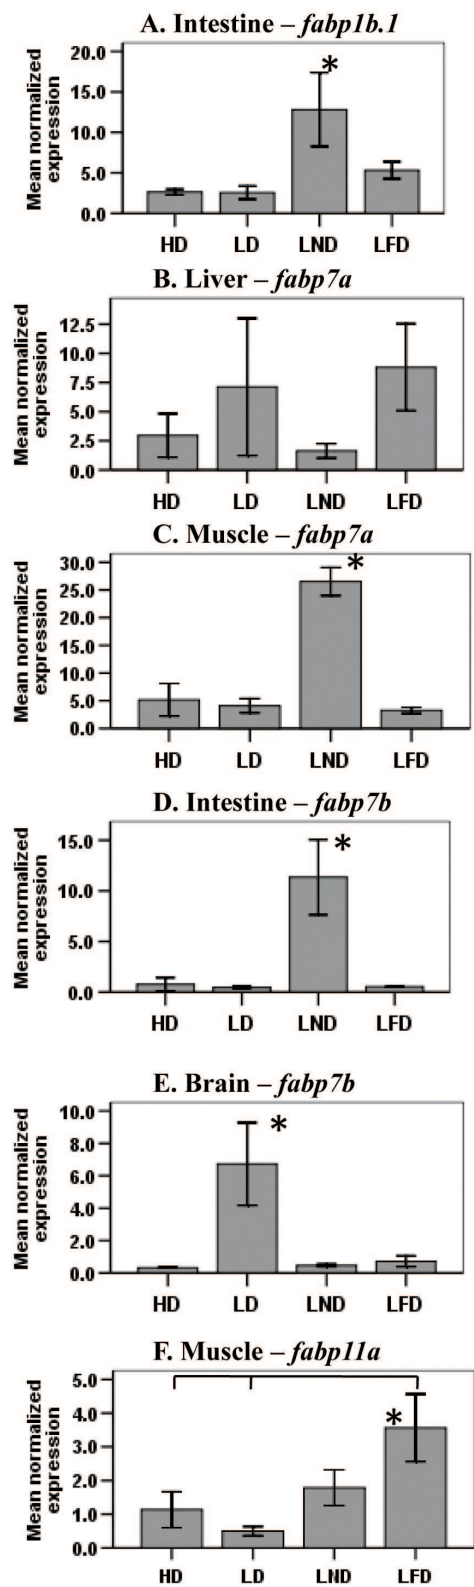 A. Intestine – fabp1b.1
Mean normalized
expression
20.0
15.0
10.0
5.0
0.0
*
HD LD LND LFD
B. Liver – fabp7a
Mean normalized
expression
12.5
10.0
7.5
5.0
2.5
0.0
HD LD LND LFD
C. Muscle – fabp7a
Mean normalized
expression
30.0
25.0
20.0
15.0
10.0
5.0
0.0
*
HD LD LND LFD
D. Intestine – fabp7b
Mean normalized
expression
15.0
10.0
5.0
0.0
*
HD LD LND LFD
E. Brain – fabp7b
Mean normalized
expression
10.0
8.0
6.0
4.0
2.0
0.0
*
HD LD LND LFD
F. Muscle – fabp11a
Mean normalized
expression
5.0
4.0
3.0
2.0
1.0
0.0
*
HD LD LND LFD